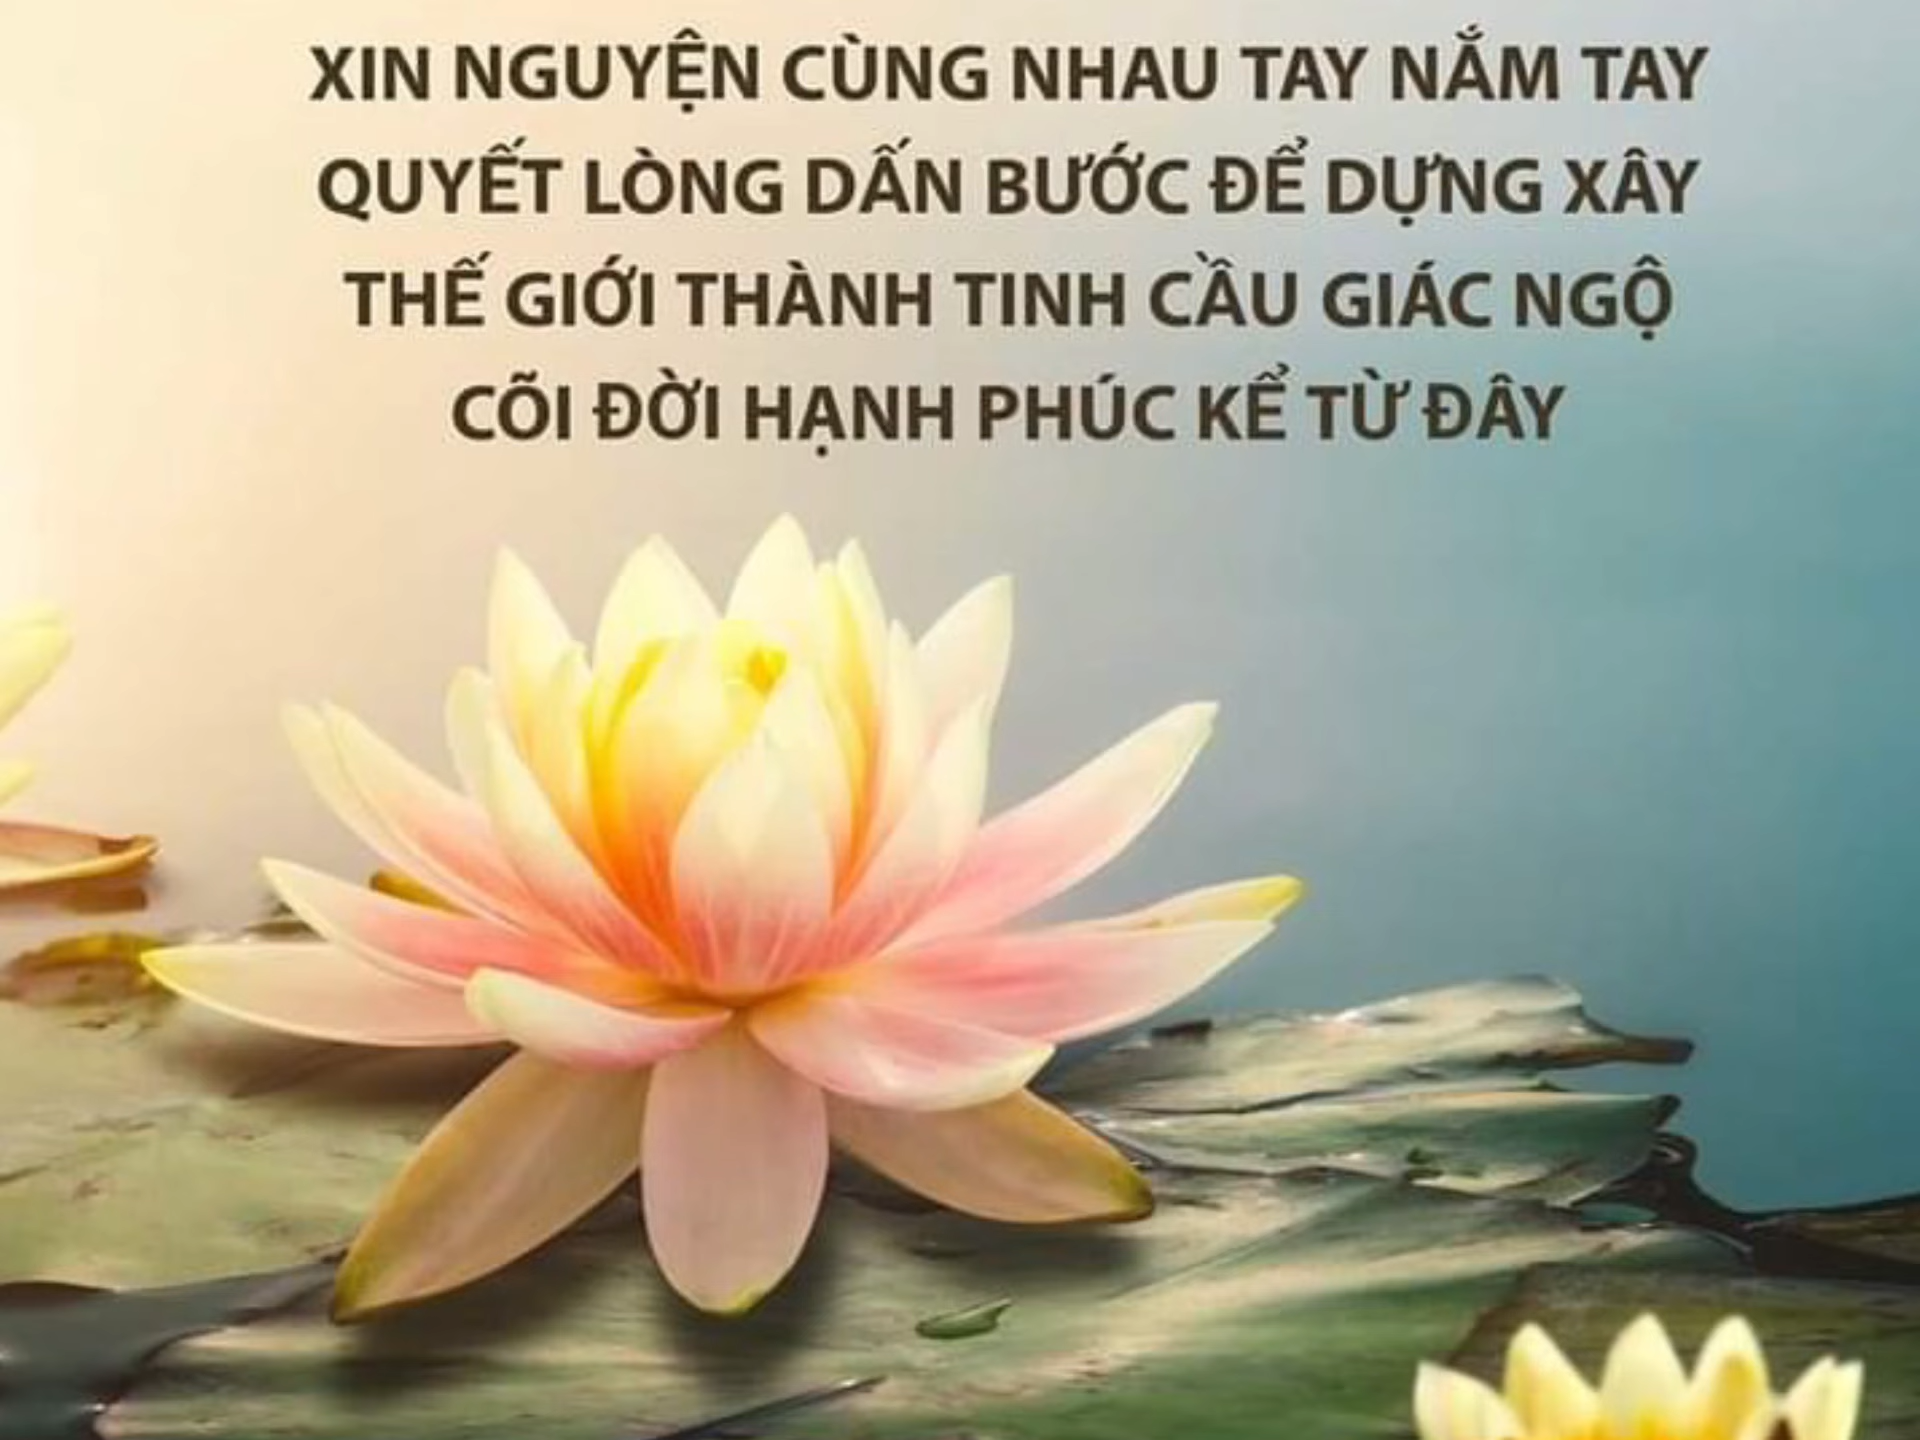 XIN NGUYỆN CÙNG NHAU TAY NẮM TAY
QUYẾT LÒNG DẤN BƯỚC ĐỂ DỰNG XÂY
THẾ GIỚI THÀNH TINH CẦU GIÁC NGỘ
CÕI ĐỜI HẠNH PHÚC KỂ TỪ ĐÂY